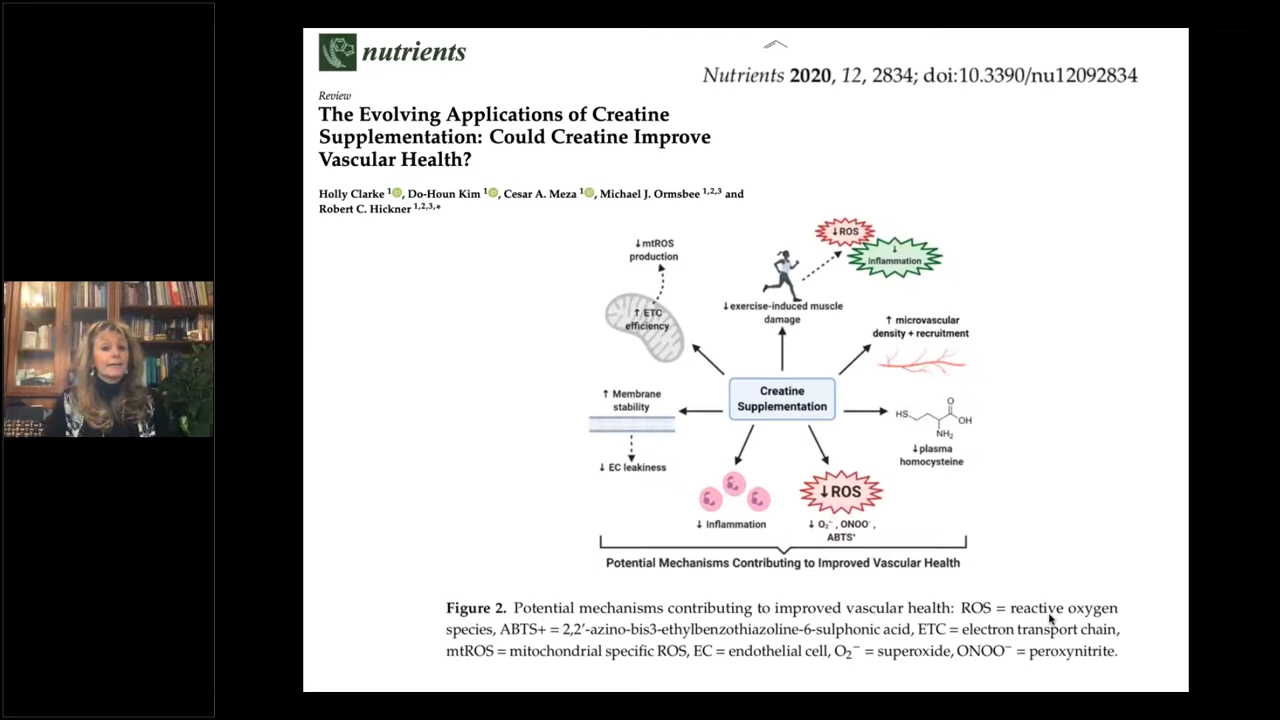 nutrients
Nutrients 2020, 12, 2834; doi:10.3390/nu12092834
Review
The Evolving Applications of Creatine
Supplementation: Could Creatine Improve
Vascular Health?
Holly Clarke 1, Do-Houn Kim 1, Cesar A. Meza 1, Michael J. Ormsbee 1,2,3 and
Robert C. Hickner 1,2,3,*
↓mtROS
production
↑ ETC
efficiency
↓ROS
↓
inflammation
↓exercise-induced muscle
damage
↑ microvascular
density + recruitment
↑ Membrane
stability
↓ EC leakiness
Creatine
Supplementation
HS
O
OH
NH₂
↓plasma
homocysteine
↓ Inflammation
↓ROS
↓ O₂⁻, ONOO⁻,
ABTS⁺
Potential Mechanisms Contributing to Improved Vascular Health
Figure 2. Potential mechanisms contributing to improved vascular health: ROS = reactive oxygen
species, ABTS+ = 2,2′-azino-bis3-ethylbenzothiazoline-6-sulphonic acid, ETC = electron transport chain,
mtROS = mitochondrial specific ROS, EC = endothelial cell, O₂⁻ = superoxide, ONOO⁻ = peroxynitrite.